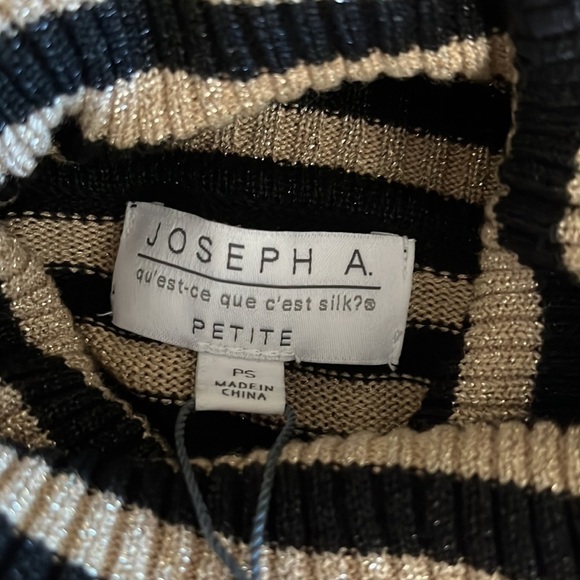 JOSEPH A.
qu'est-ce que c'est silk?®
PETITE
PS
MADE IN
CHINA